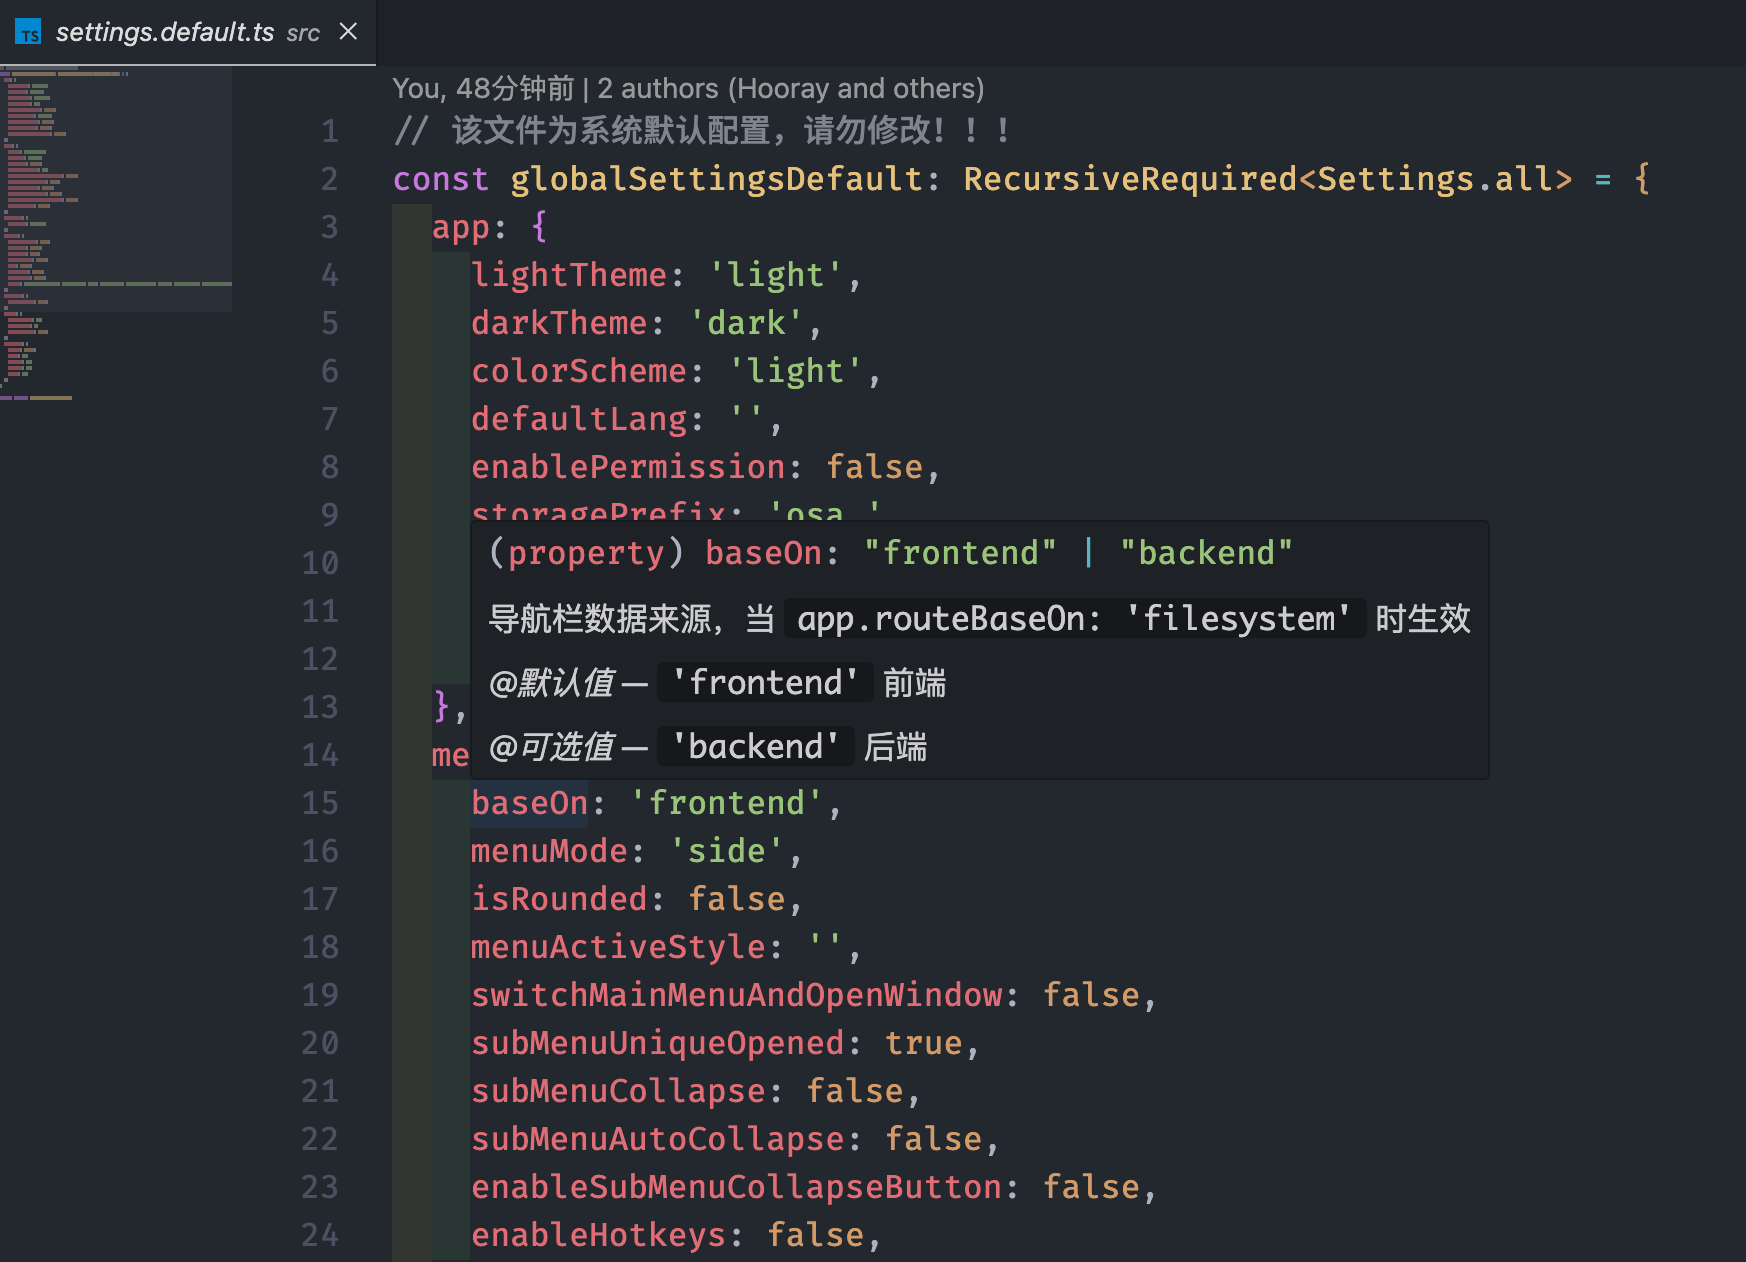 settings.default.ts src
You, 48分钟前 | 2 authors (Hooray and others)
1 // 该文件为系统默认配置，请勿修改！！！
2 const globalSettingsDefault: RecursiveRequired<Settings.all> = {
3 app: {
4 lightTheme: 'light',
5 darkTheme: 'dark',
6 colorScheme: 'light',
7 defaultLang: '',
8 enablePermission: false,
9 storagePrefix: 'osa_'
10
11
12
(property) baseOn: "frontend" | "backend"
导航栏数据来源，当 app.routeBaseOn: 'filesystem' 时生效
@默认值 — 'frontend' 前端
@可选值 — 'backend' 后端
13 },
14 me
15 baseOn: 'frontend',
16 menuMode: 'side',
17 isRounded: false,
18 menuActiveStyle: '',
19 switchMainMenuAndOpenWindow: false,
20 subMenuUniqueOpened: true,
21 subMenuCollapse: false,
22 subMenuAutoCollapse: false,
23 enableSubMenuCollapseButton: false,
24 enableHotkeys: false,